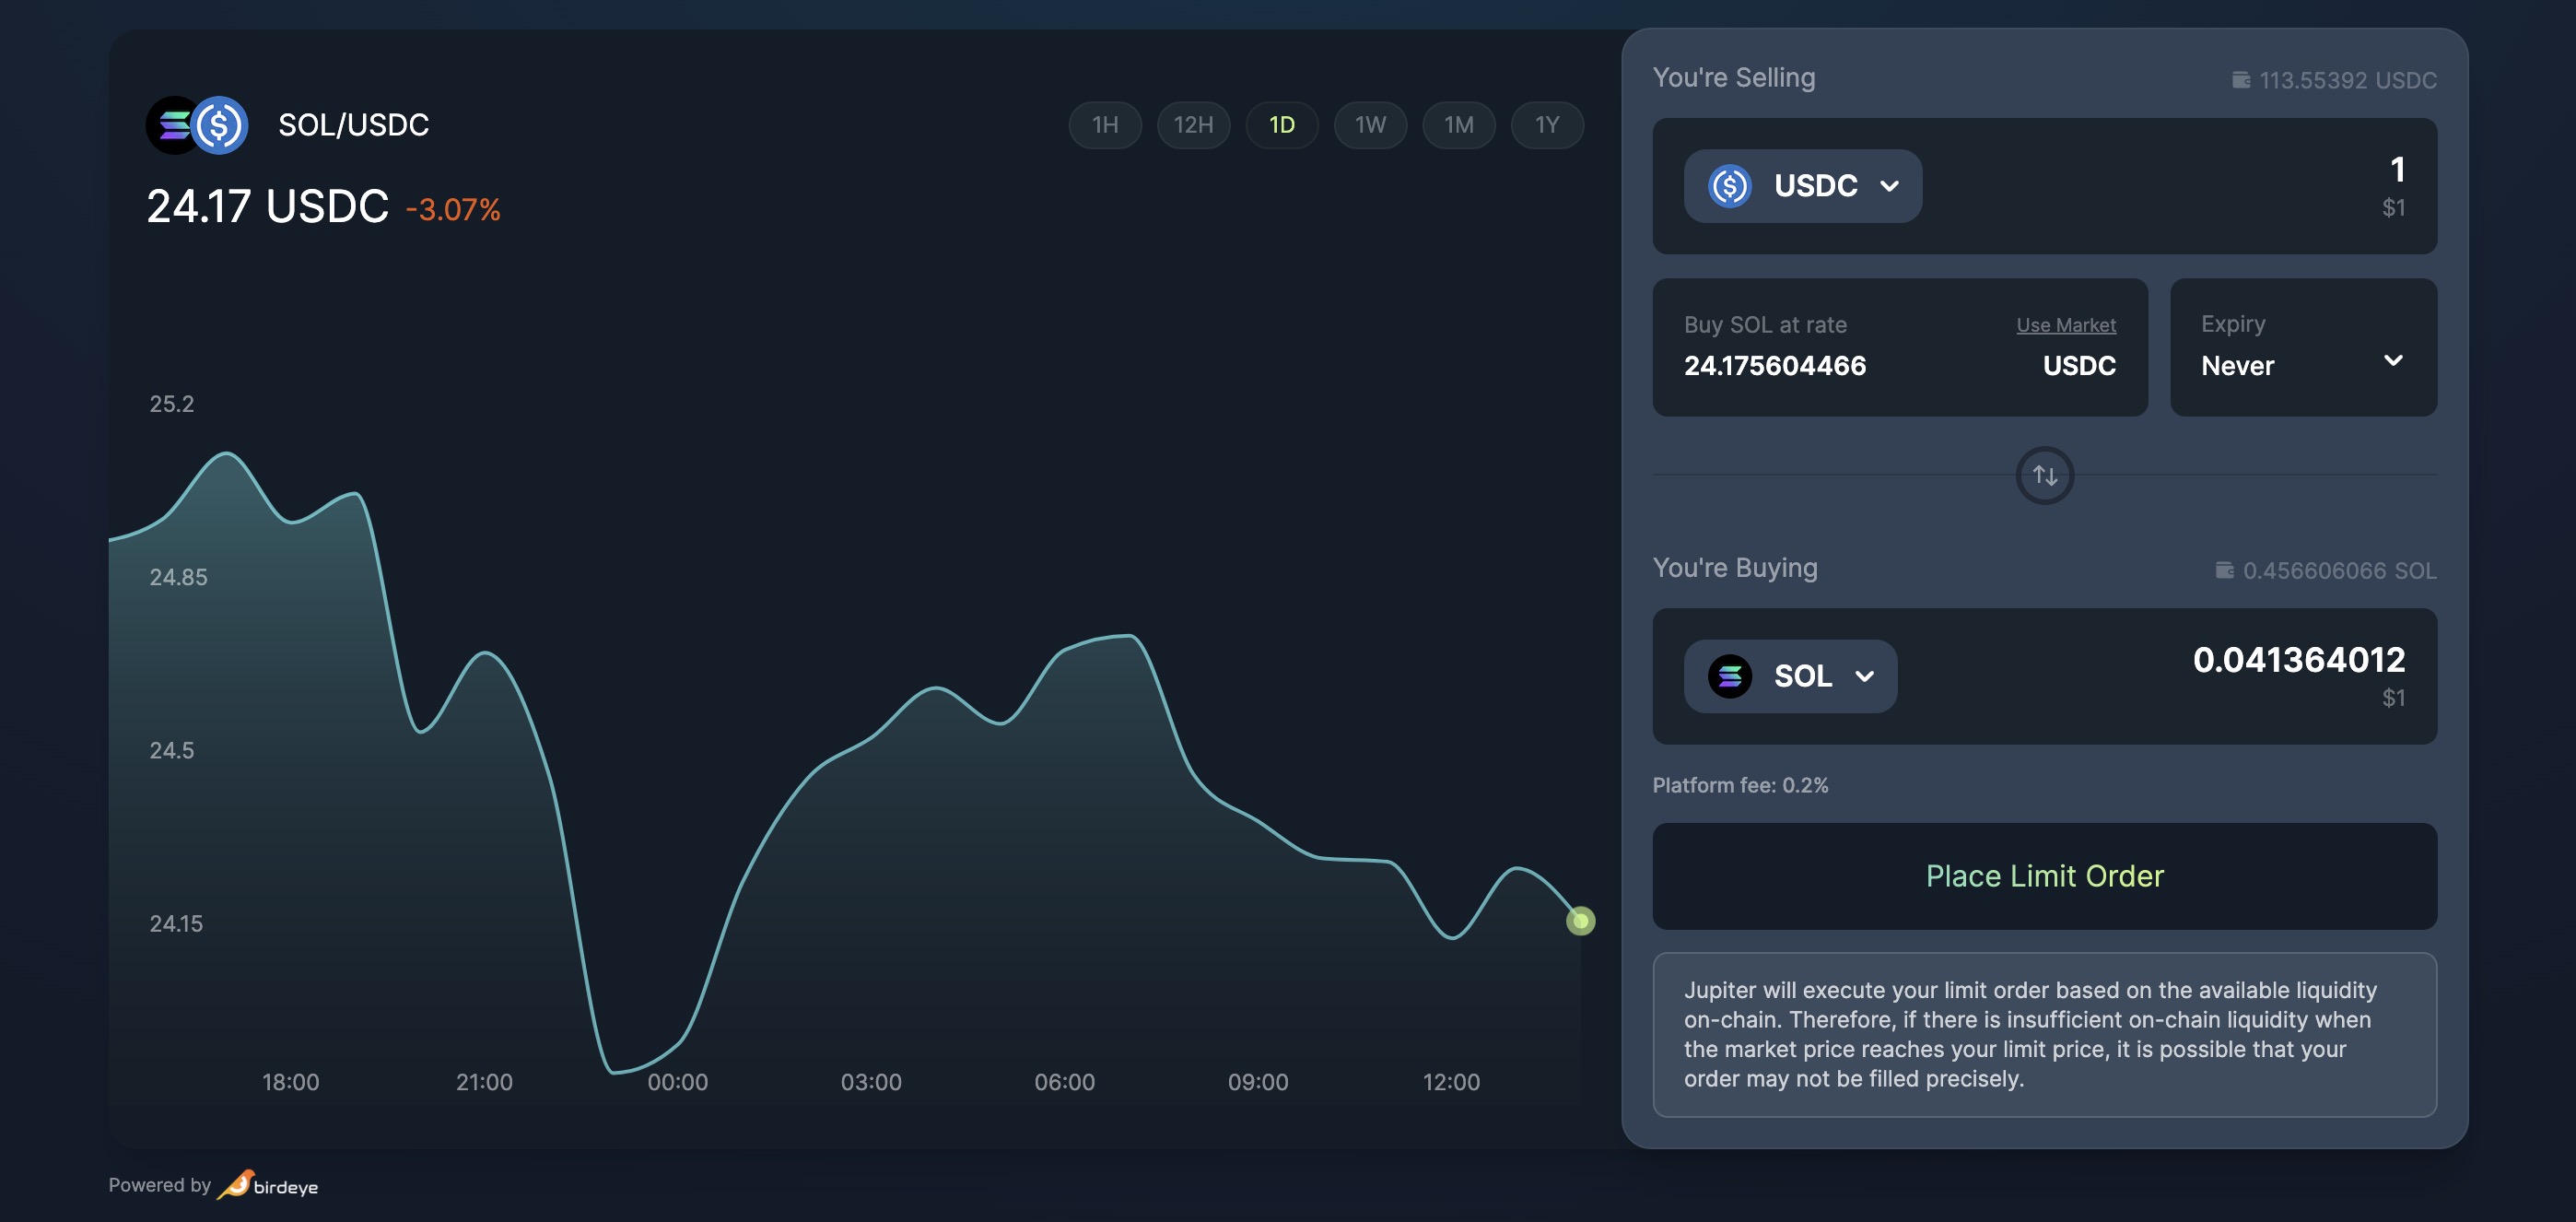 SOL/USDC
1H 12H 1D 1W 1M 1Y
24.17 USDC -3.07%
25.2
24.85
24.5
24.15
18:00 21:00 00:00 03:00 06:00 09:00 12:00
Powered by birdeye
You're Selling 113.55392 USDC
USDC 1
$1
Buy SOL at rate Use Market
24.175604466 USDC
Expiry
Never
You're Buying 0.456606066 SOL
SOL 0.041364012
$1
Platform fee: 0.2%
Place Limit Order
Jupiter will execute your limit order based on the available liquidity
on-chain. Therefore, if there is insufficient on-chain liquidity when
the market price reaches your limit price, it is possible that your
order may not be filled precisely.